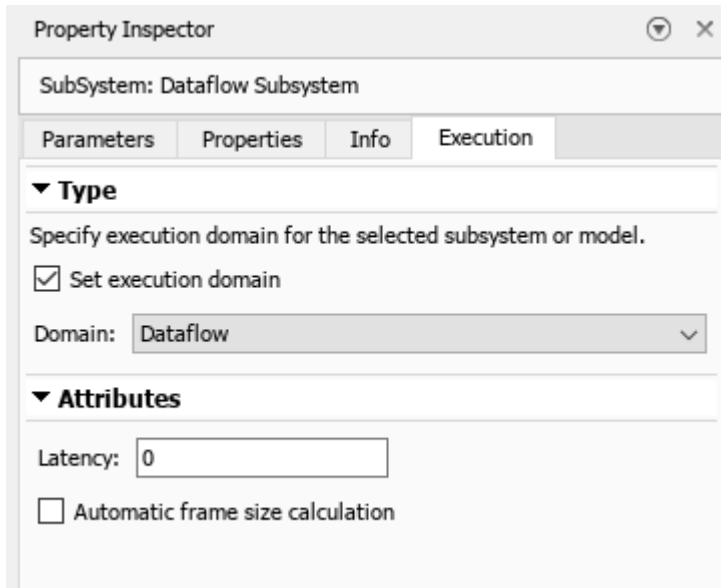 Property Inspector
SubSystem: Dataflow Subsystem
Parameters Properties Info Execution
Type
Specify execution domain for the selected subsystem or model.
Set execution domain
Domain: Dataflow
Attributes
Latency: 0
Automatic frame size calculation